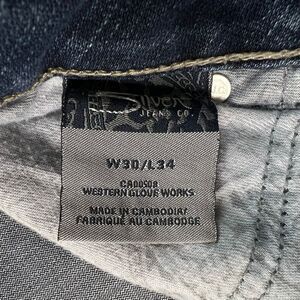 Silver
JEANS CO.
W30/L34
CA00508
WESTERN GLOVE WORKS
MADE IN CAMBODIA/
FABRIQUÉ AU CAMBODGE